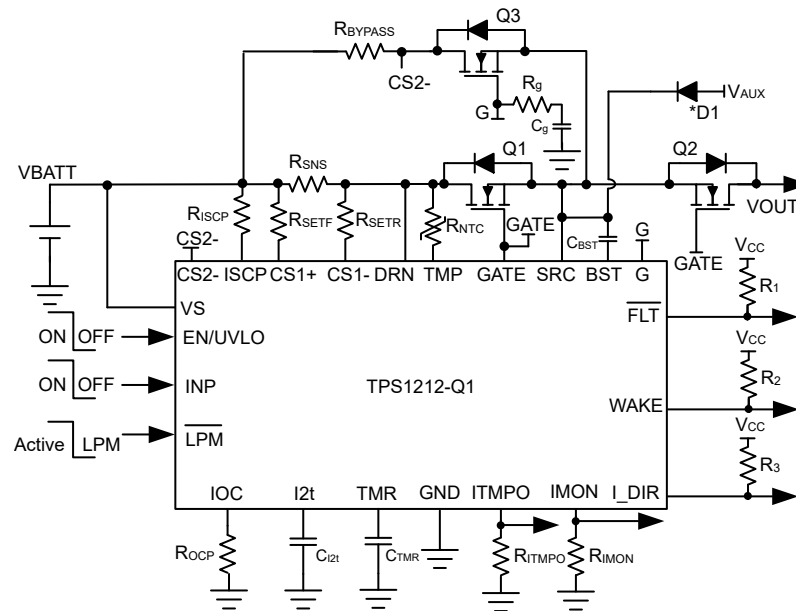 RBYPASS
Q3
CS2-
G
Rg
Cg
*D1
VAUX
VBATT
RSNS
Q1
Q2
VOUT
RISCP
RSETF
RSETR
RNTC
GATE
CBST
G
GATE
CS2-
CS2- ISCP CS1+ CS1- DRN TMP GATE SRC BST G
VS
ON OFF EN/UVLO
ON OFF INP
Active LPM LPM
TPS1212-Q1
FLT
WAKE
I_DIR
VCC
R1
VCC
R2
VCC
R3
IOC I2t TMR GND ITMPO IMON
ROCP
CI2t
CTMR
RITMPO
RIMON